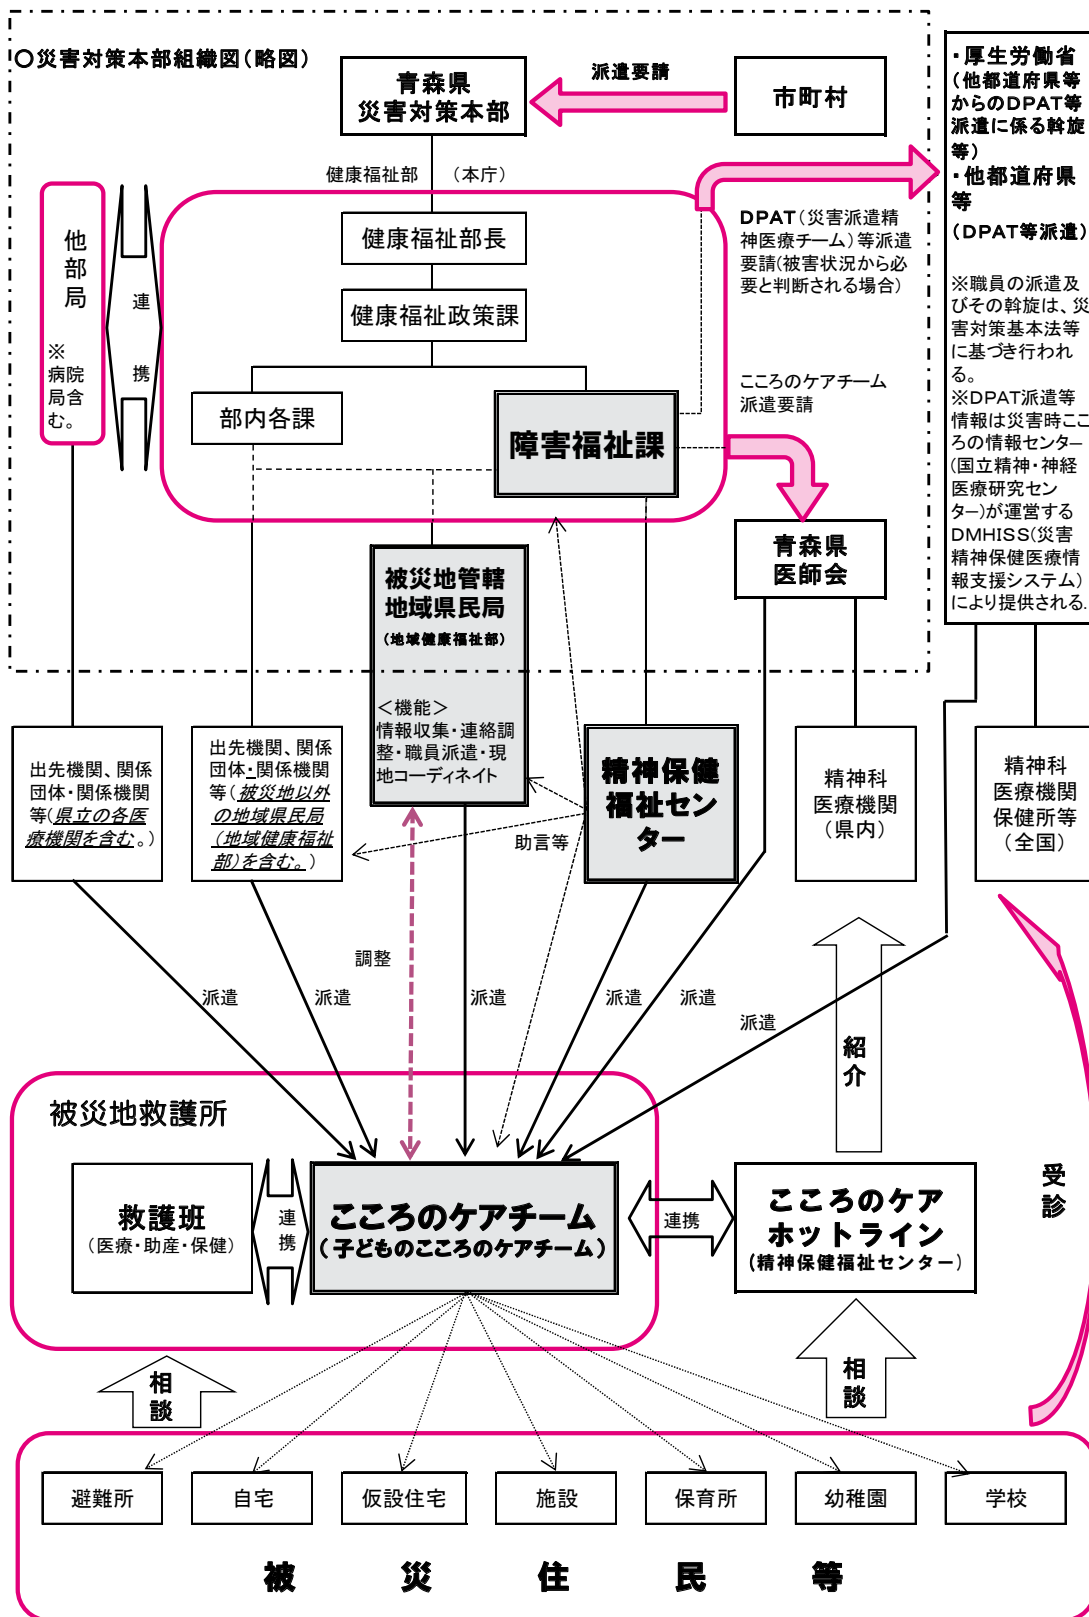 ○災害対策本部組織図(略図)
青森県
災害対策本部
派遣要請
市町村
・厚生労働省
(他都道府県等
からのDPAT等
派遣に係る斡旋
等)
・他都道府県
等
(DPAT等派遣)
※職員の派遣及
びその斡旋は、災
害対策基本法等
に基づき行われ
る。
※DPAT派遣等
情報は災害時ここ
ろの情報センター
(国立精神・神経
医療研究セン
ター)が運営する
DMHISS(災害
精神保健医療情
報支援システム)
により提供される.
健康福祉部 (本庁)
他部局
※
病院
局含
む。
連携
健康福祉部長
健康福祉政策課
部内各課
障害福祉課
DPAT(災害派遣精
神医療チーム)等派遣
要請(被害状況から必
要と判断される場合)
こころのケアチーム
派遣要請
青森県
医師会
被災地管轄
地域県民局
(地域健康福祉部)
<機能>
情報収集・連絡調
整・職員派遣・現
地コーディネイト
出先機関、関係
団体・関係機関
等(県立の各医
療機関を含む。)
出先機関、関係
団体・関係機関
等(被災地以外
の地域県民局
(地域健康福祉
部)を含む。)
精神保健
福祉セン
ター
助言等
精神科
医療機関
(県内)
精神科
医療機関
保健所等
(全国)
調整
派遣
派遣
派遣
派遣
派遣
派遣
紹介
受診
被災地救護所
救護班
(医療・助産・保健)
連携
こころのケアチーム
(子どものこころのケアチーム)
連携
こころのケア
ホットライン
(精神保健福祉センター)
相談
相談
避難所
自宅
仮設住宅
施設
保育所
幼稚園
学校
被災住民等